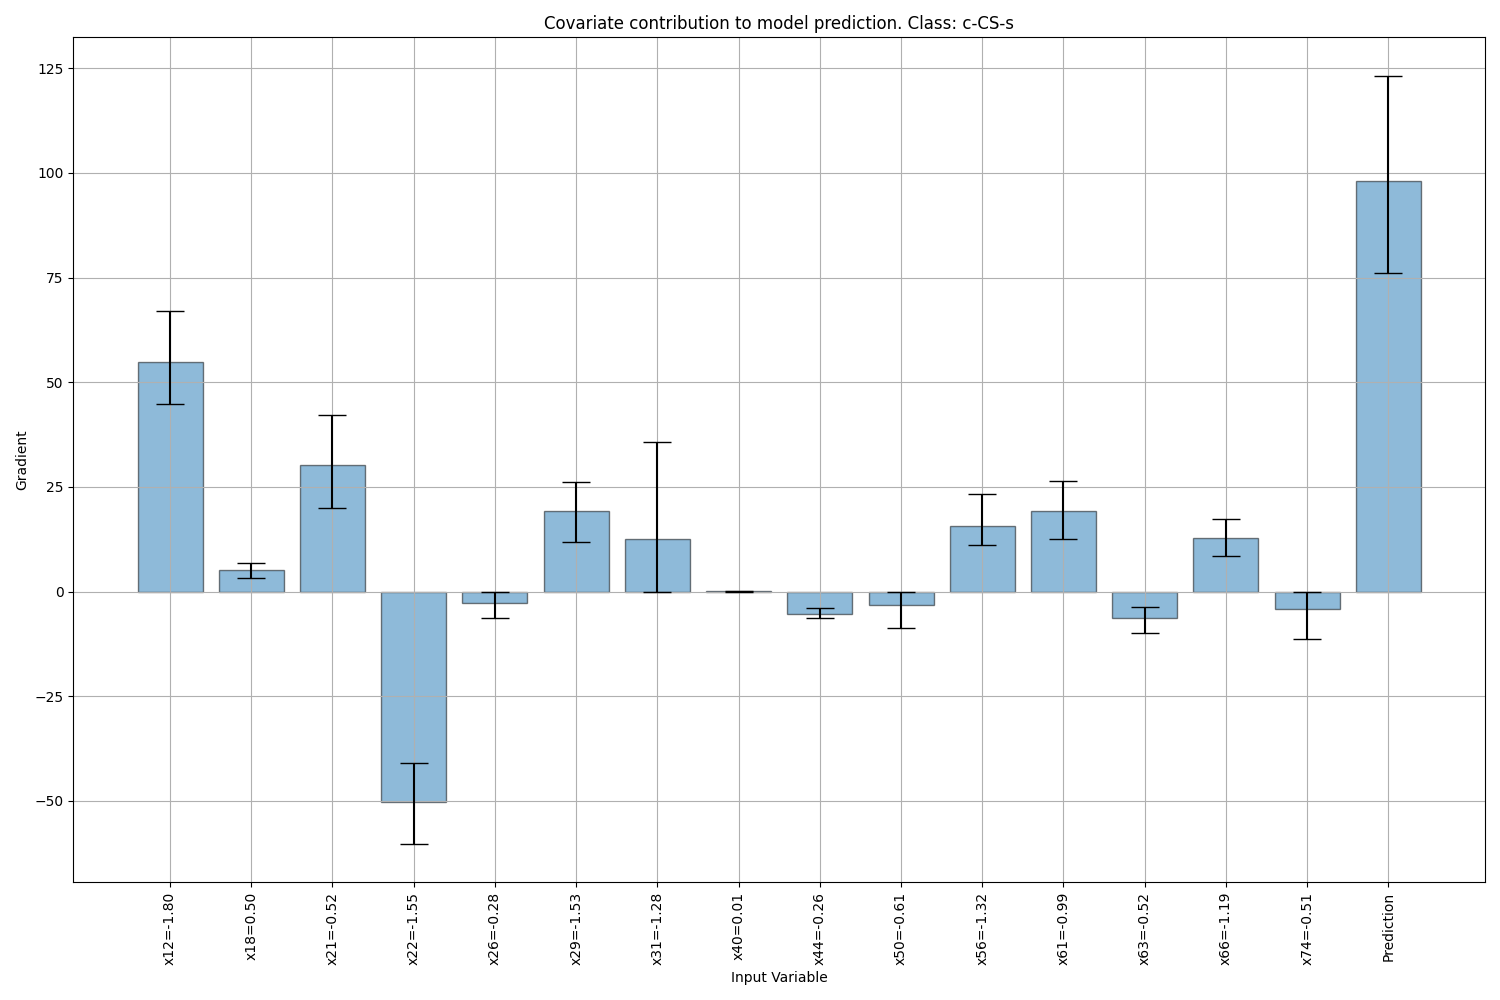 Covariate contribution to model prediction. Class: c-CS-s
125
100
75
50
25
0
−25
−50
Gradient
x12=-1.80
x18=0.50
x21=-0.52
x22=-1.55
x26=-0.28
x29=-1.53
x31=-1.28
x40=0.01
x44=-0.26
x50=-0.61
x56=-1.32
x61=-0.99
x63=-0.52
x66=-1.19
x74=-0.51
Prediction
Input Variable